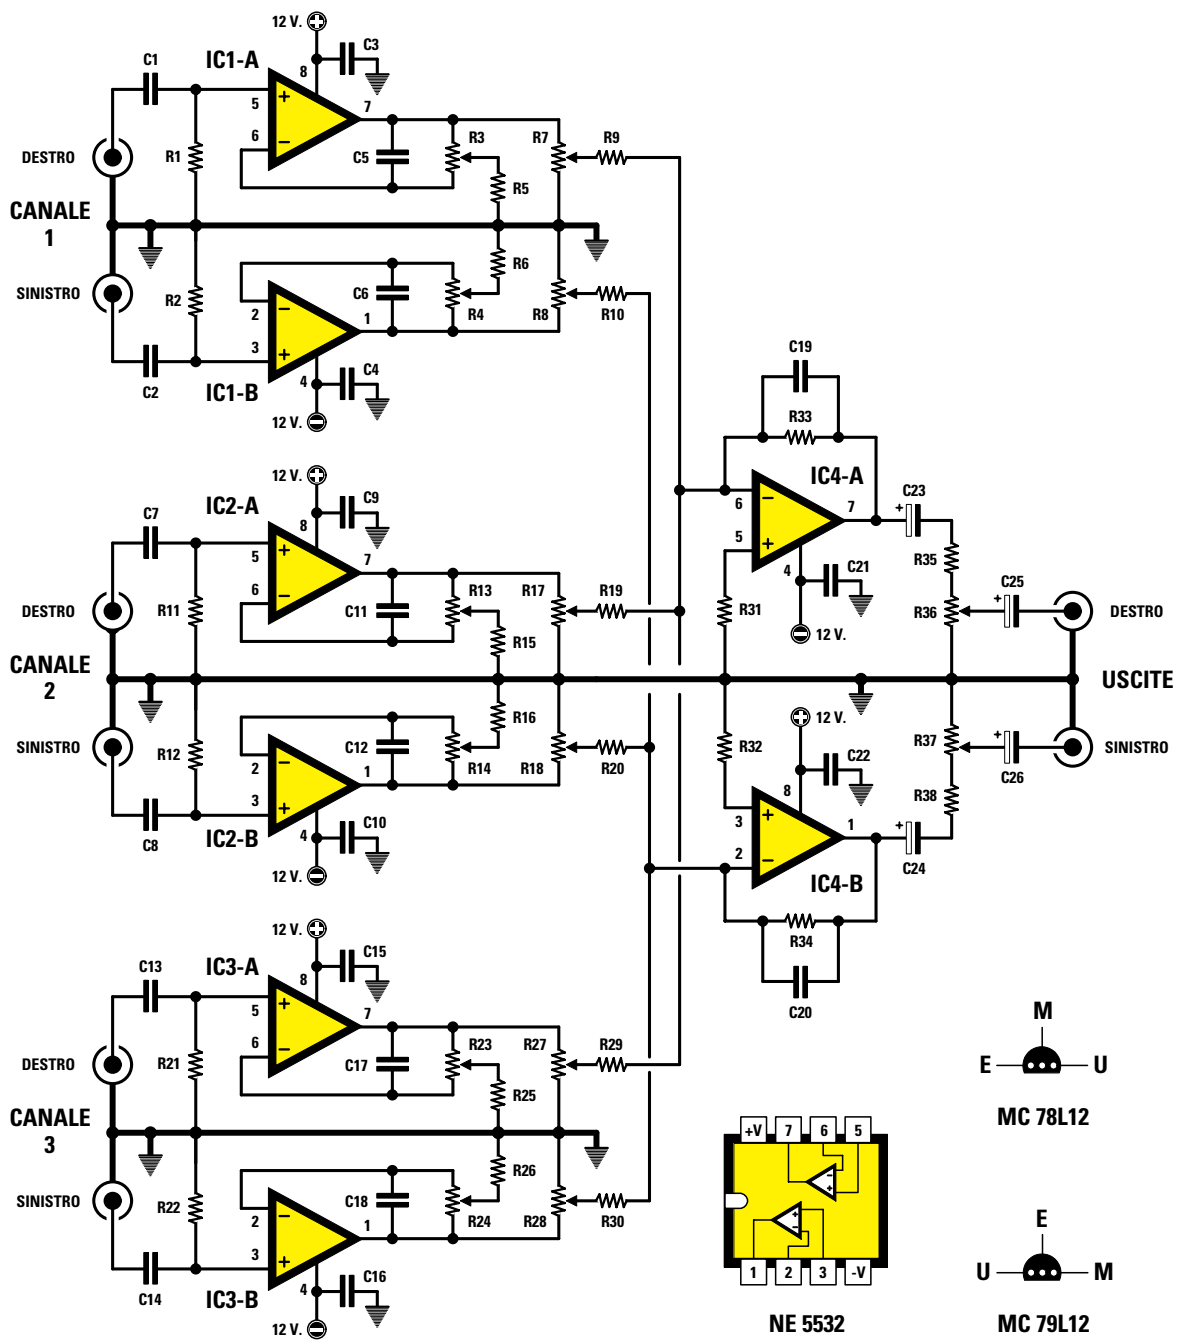 12 V.
C1
IC1-A
8
C3
5
7
6
DESTRO
R1
C5
R3
R7
R9
R5
CANALE
1
SINISTRO
R2
C6
R6
R4
R8
R10
2
1
3
C2
IC1-B
4
C4
12 V.
12 V.
C7
IC2-A
8
C9
5
7
6
DESTRO
R11
C11
R13
R17
R19
R15
CANALE
2
SINISTRO
R12
C12
R16
R14
R18
R20
2
1
3
C8
IC2-B
4
C10
12 V.
12 V.
C13
IC3-A
8
C15
5
7
6
DESTRO
R21
C17
R23
R27
R29
R25
CANALE
3
SINISTRO
R22
C18
R26
R24
R28
R30
2
1
3
C14
IC3-B
4
C16
12 V.
C19
R33
IC4-A
6
7
5
4
C23
R35
C21
R31
12 V.
R36
C25
DESTRO
USCITE
12 V.
R32
R37
C26
SINISTRO
C22
8
R38
3
1
2
C24
IC4-B
R34
C20
M
E U
MC 78L12
+V 7 6 5
1 2 3 -V
NE 5532
E
U M
MC 79L12